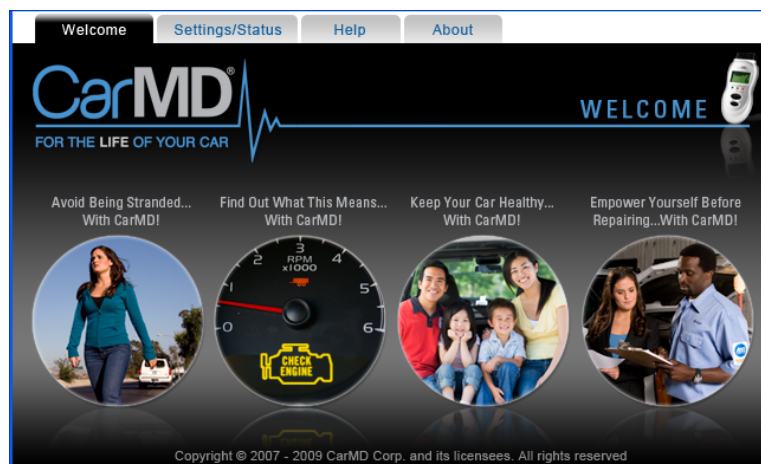 Welcome
Settings/Status
Help
About
CarMD®
FOR THE LIFE OF YOUR CAR
WELCOME
Avoid Being Stranded...
With CarMD!
Find Out What This Means...
With CarMD!
Keep Your Car Healthy...
With CarMD!
Empower Yourself Before
Repairing...With CarMD!
0
1
2
3
4
5
6
RPM
x1000
CHECK
ENGINE
Copyright © 2007 - 2009 CarMD Corp. and its licensees. All rights reserved